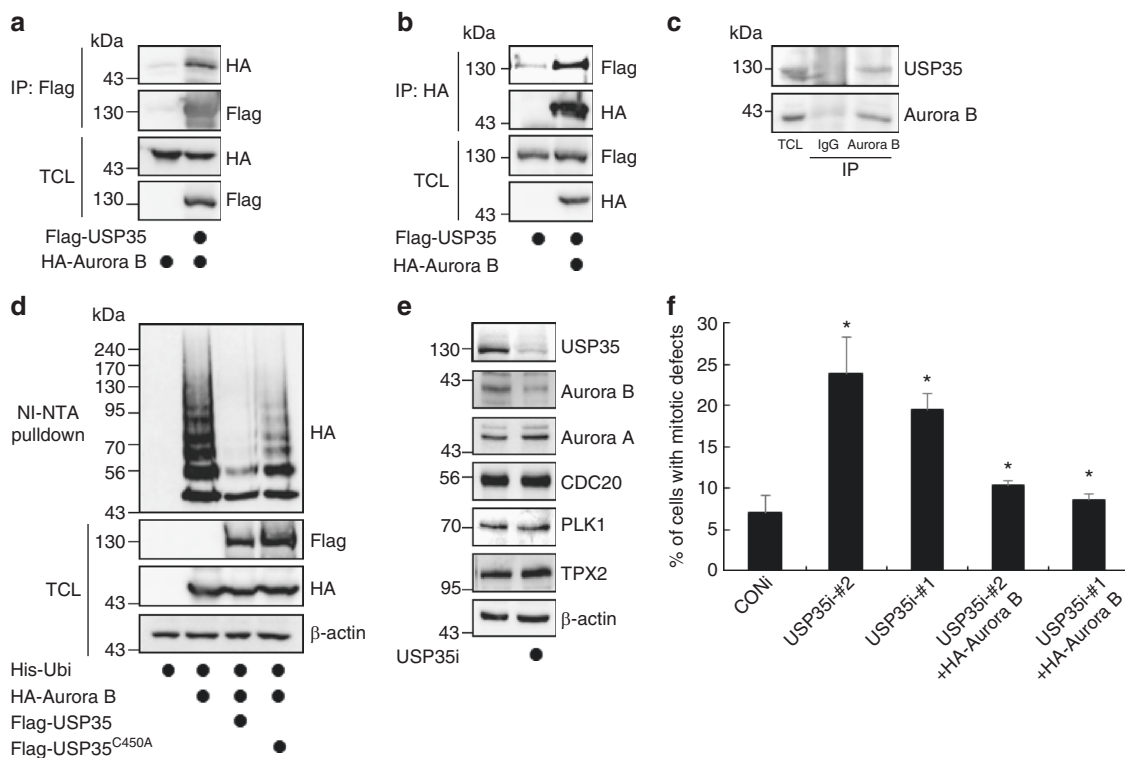 a
kDa
IP: Flag
43
HA
130
Flag
TCL
43
HA
130
Flag
Flag-USP35
HA-Aurora B
b
kDa
IP: HA
130
Flag
43
HA
TCL
130
Flag
43
HA
Flag-USP35
HA-Aurora B
c
kDa
130
USP35
43
Aurora B
TCL IgG Aurora B
IP
d
kDa
NI-NTA
pulldown
240
170
130
95
70
56
43
HA
TCL
130
Flag
43
HA
43
β-actin
His-Ubi
HA-Aurora B
Flag-USP35
Flag-USP35C450A
e
130
USP35
43
Aurora B
43
Aurora A
56
CDC20
70
PLK1
95
TPX2
43
β-actin
USP35i
f
% of cells with mitotic defects
30
25
20
15
10
5
0
*
*
*
*
CONi
USP35i-#2
USP35i-#1
USP35i-#2
+HA-Aurora B
USP35i-#1
+HA-Aurora B